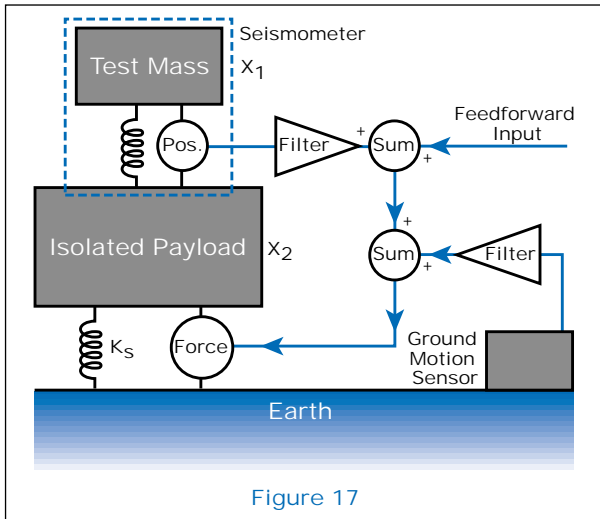 Seismometer
Test Mass
X1
Feedforward
Input
+
Pos.
Filter
Sum
+
+
Isolated Payload
X2
Sum
+
Filter
Ground
Motion
Sensor
KS
Force
Earth
Figure 17